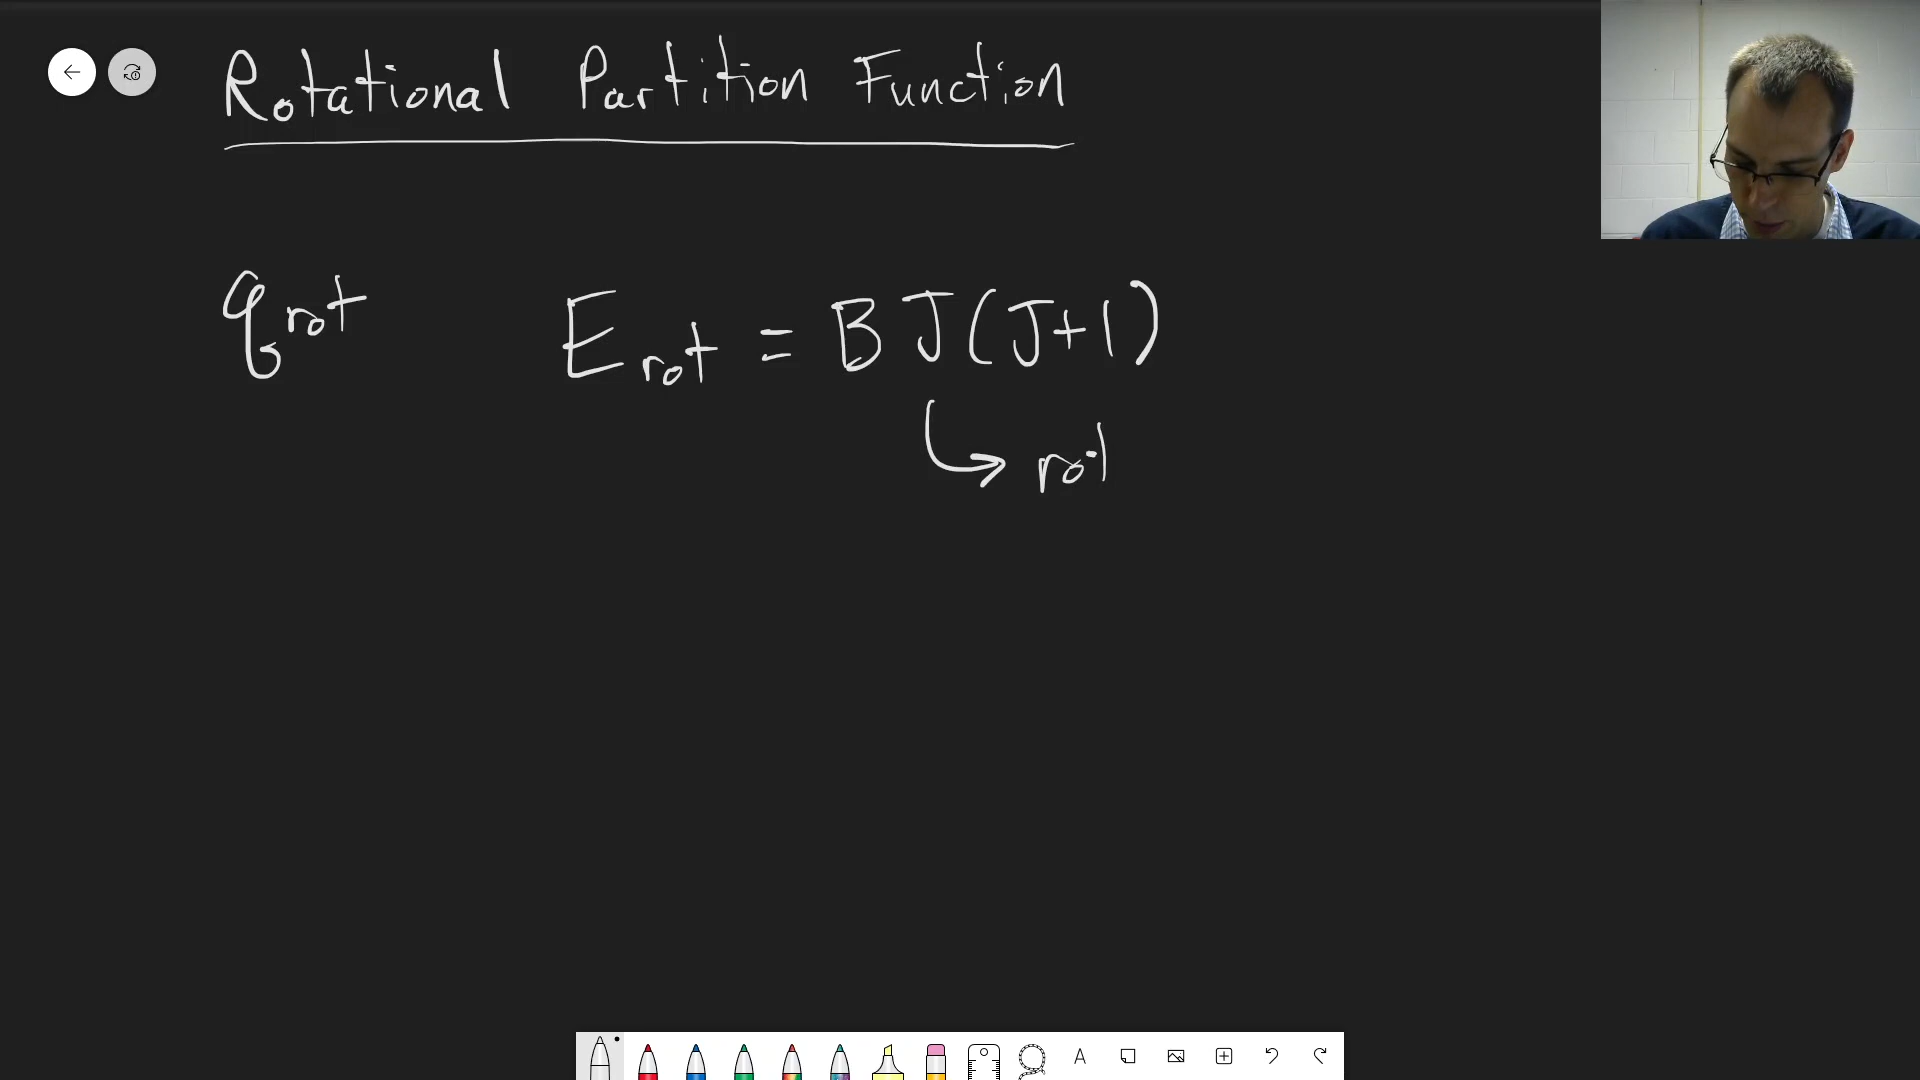 Rotational Partition Function
q_rot E_rot = B J(J+1)
rot
A